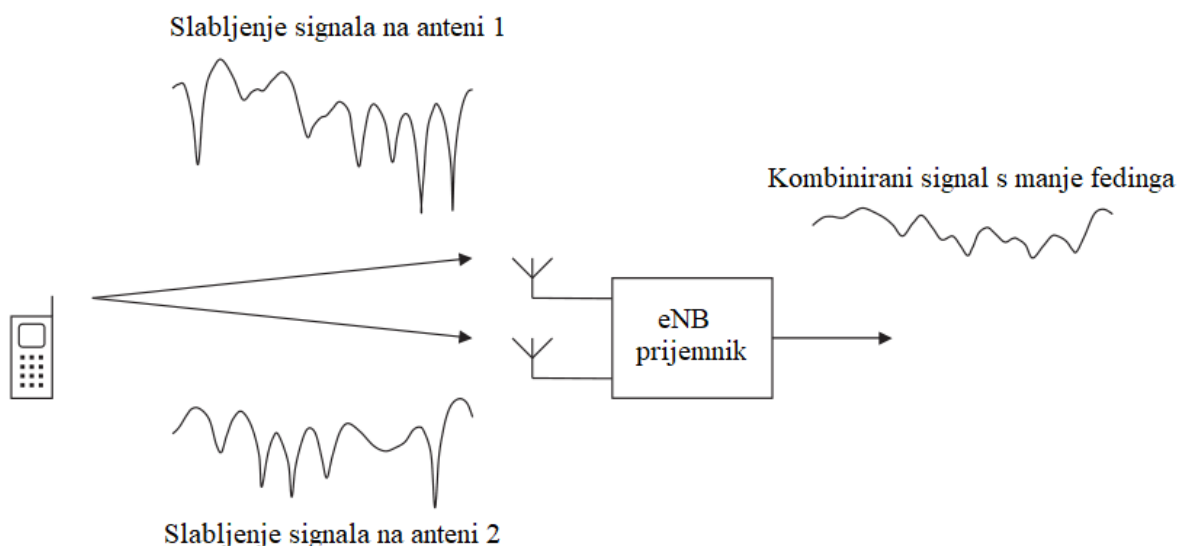 Slabljenje signala na anteni 1
Kombinirani signal s manje fedinga
eNB
prijemnik
Slabljenje signala na anteni 2